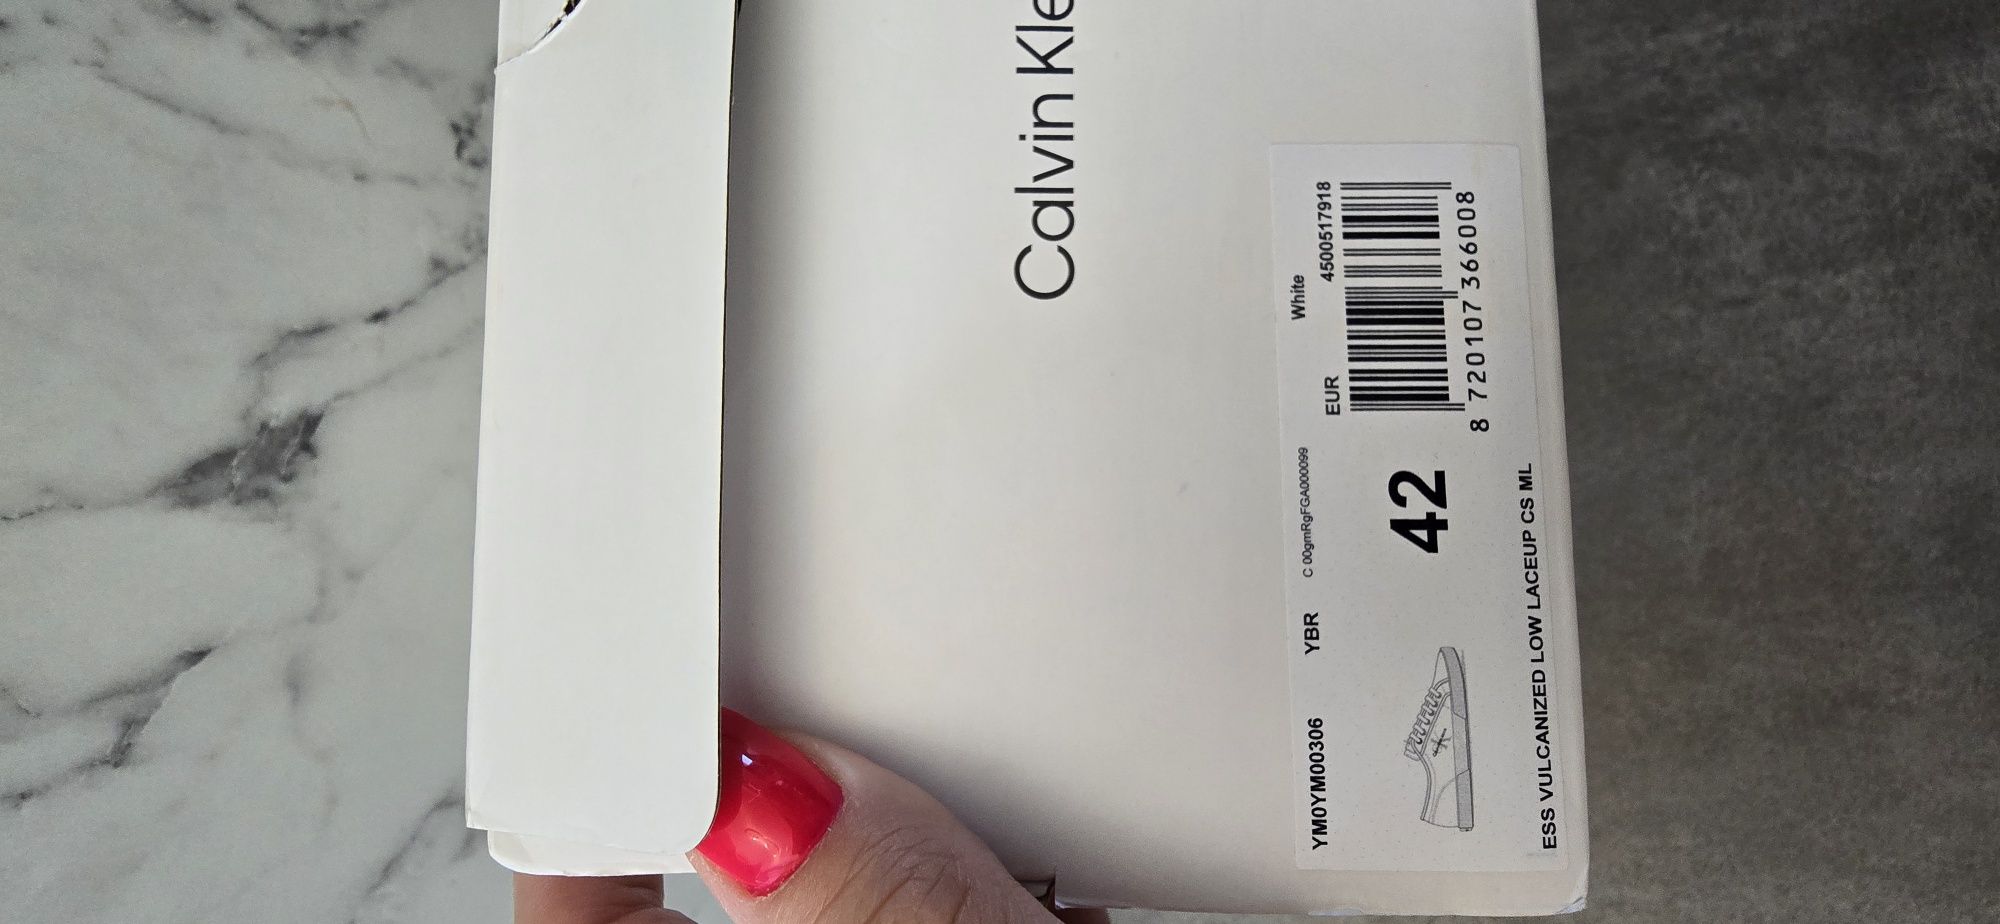 Calvin Kle
YM0YM00306 YBR C 00gmRgFGA000099 White
EUR 4500517918
42
8 720107 366008
ESS VULCANIZED LOW LACEUP CS ML